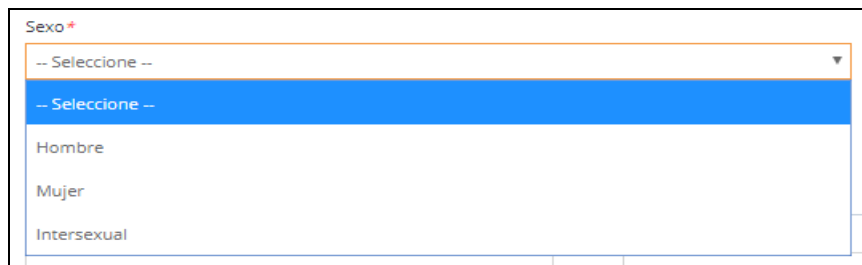 Sexo*
-- Seleccione --
-- Seleccione --
Hombre
Mujer
Intersexual